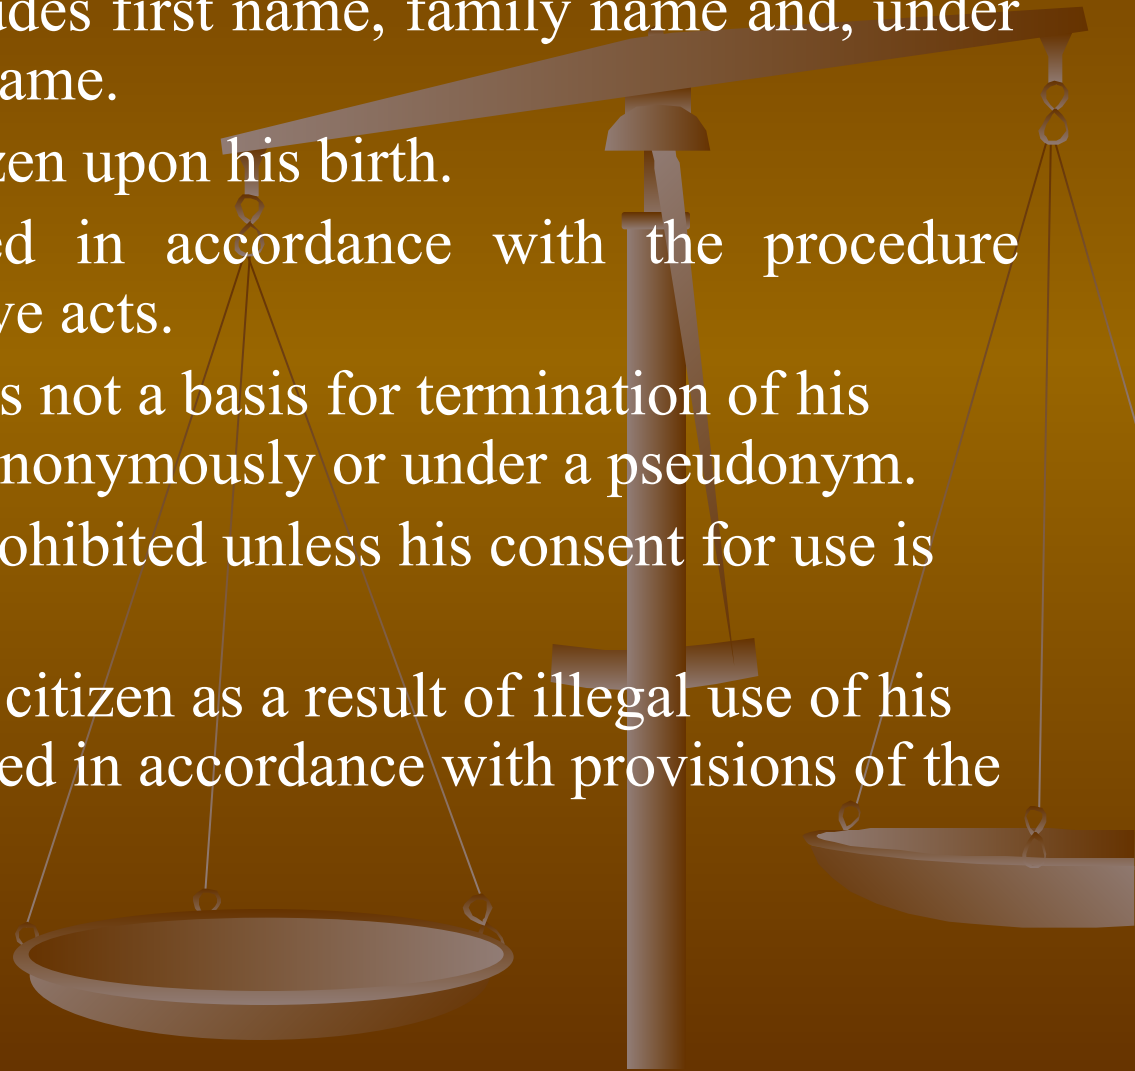 des first name, family name and, under
ame.
zen upon his birth.
ed in accordance with the procedure
ve acts.
s not a basis for termination of his
nonymously or under a pseudonym.
ohibited unless his consent for use is
citizen as a result of illegal use of his
ed in accordance with provisions of the